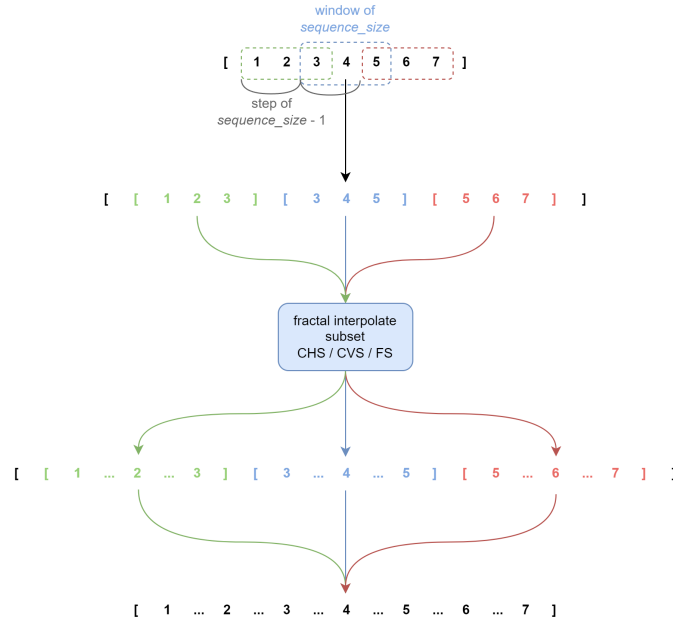 window of
sequence_size
[ 1 2 3 4 5 6 7 ]
step of
sequence_size - 1
[ [ 1 2 3 ] [ 3 4 5 ] [ 5 6 7 ] ]
fractal interpolate
subset
CHS / CVS / FS
[ [ 1 ... 2 ... 3 ] [ 3 ... 4 ... 5 ] [ 5 ... 6 ... 7 ] ]
[ 1 ... 2 ... 3 ... 4 ... 5 ... 6 ... 7 ]